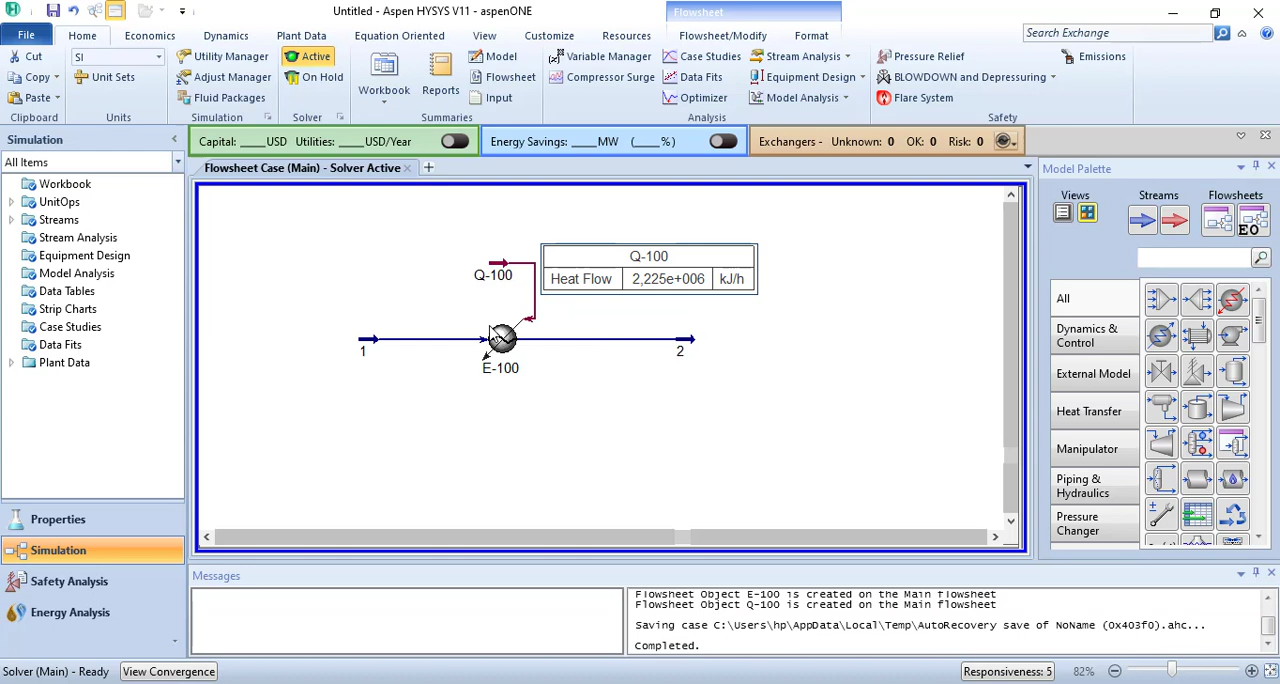 Untitled - Aspen HYSYS V11 - aspenONE
Flowsheet
File Home Economics Dynamics Plant Data Equation Oriented View Customize Resources Flowsheet/Modify Format Search Exchange
Cut SI Utility Manager Active Model Variable Manager Case Studies Stream Analysis Pressure Relief Emissions
Copy Unit Sets Adjust Manager On Hold Workbook Reports Flowsheet Compressor Surge Data Fits Equipment Design BLOWDOWN and Depressuring
Paste Fluid Packages Input Optimizer Model Analysis Flare System
Clipboard Units Simulation Solver Summaries Analysis Safety
Simulation
Capital: ____USD Utilities: ____USD/Year Energy Savings: ____MW (____%) Exchangers - Unknown: 0 OK: 0 Risk: 0
All Items
Flowsheet Case (Main) - Solver Active
Model Palette
Workbook
UnitOps
Streams
Stream Analysis
Equipment Design
Model Analysis
Data Tables
Strip Charts
Case Studies
Data Fits
Plant Data
Properties
Simulation
Safety Analysis
Energy Analysis
Q-100
Q-100
Heat Flow 2,225e+006 kJ/h
1
2
E-100
Views Streams Flowsheets
EO
All
Dynamics &
Control
External Model
Heat Transfer
Manipulator
Piping &
Hydraulics
Pressure
Changer
Messages
Flowsheet Object E-100 is created on the Main flowsheet
Flowsheet Object Q-100 is created on the Main flowsheet
Saving case C:\Users\hp\AppData\Local\Temp\AutoRecovery save of NoName (0x403f0).ahc...
Completed.
Solver (Main) - Ready View Convergence Responsiveness: 5 82%